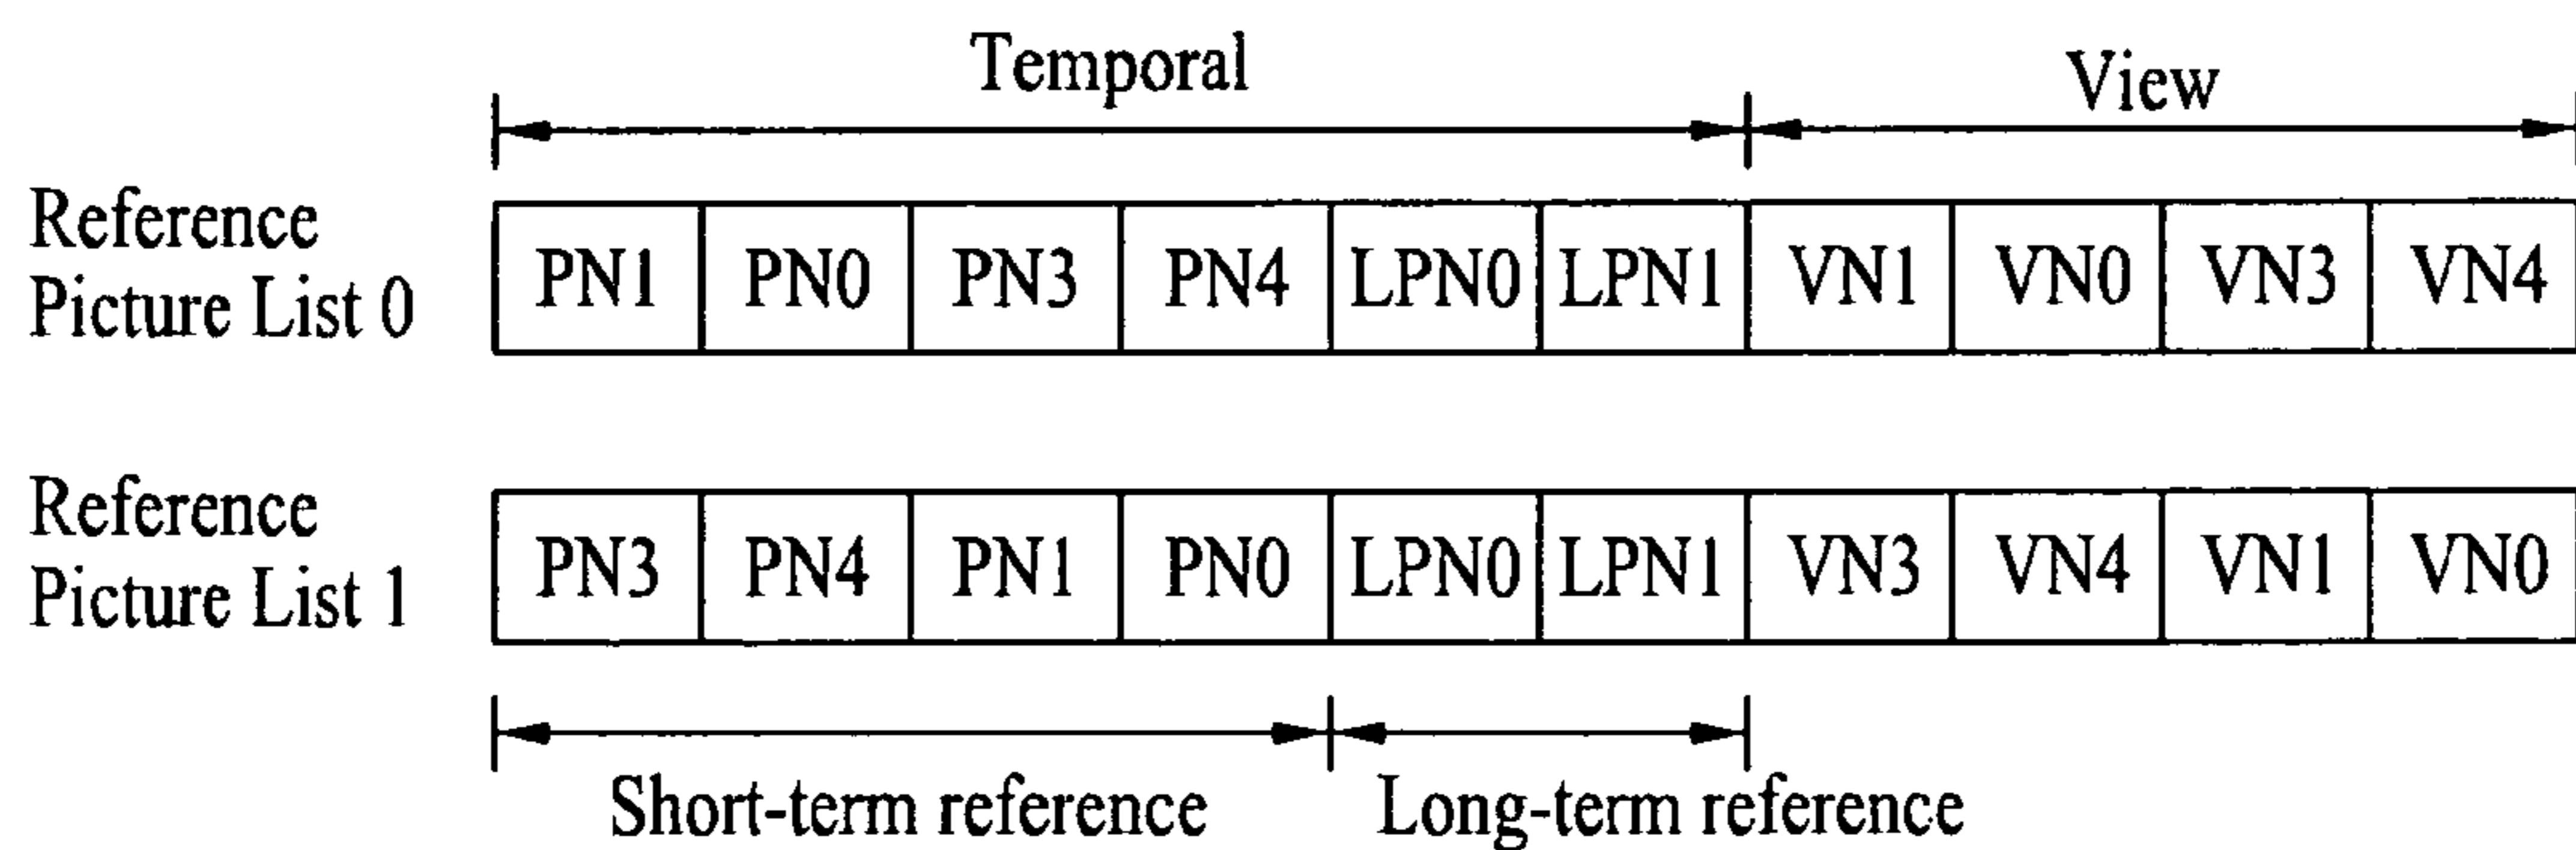 Temporal View
Reference
Picture List 0
PN1 PN0 PN3 PN4 LPN0 LPN1 VN1 VN0 VN3 VN4
Reference
Picture List 1
PN3 PN4 PN1 PN0 LPN0 LPN1 VN3 VN4 VN1 VN0
Short-term reference Long-term reference